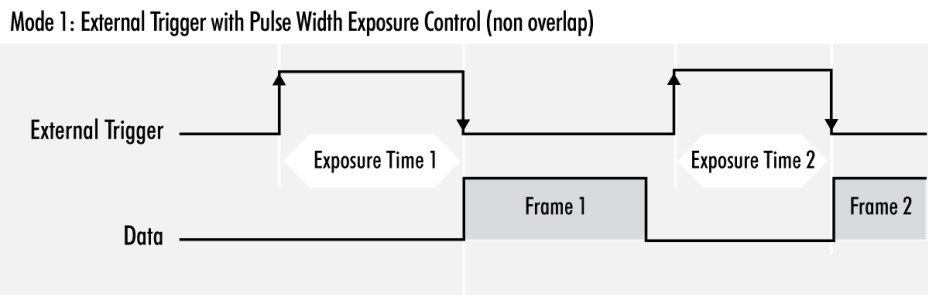 Mode 1: External Trigger with Pulse Width Exposure Control (non overlap)
External Trigger
Exposure Time 1
Exposure Time 2
Frame 1
Frame 2
Data